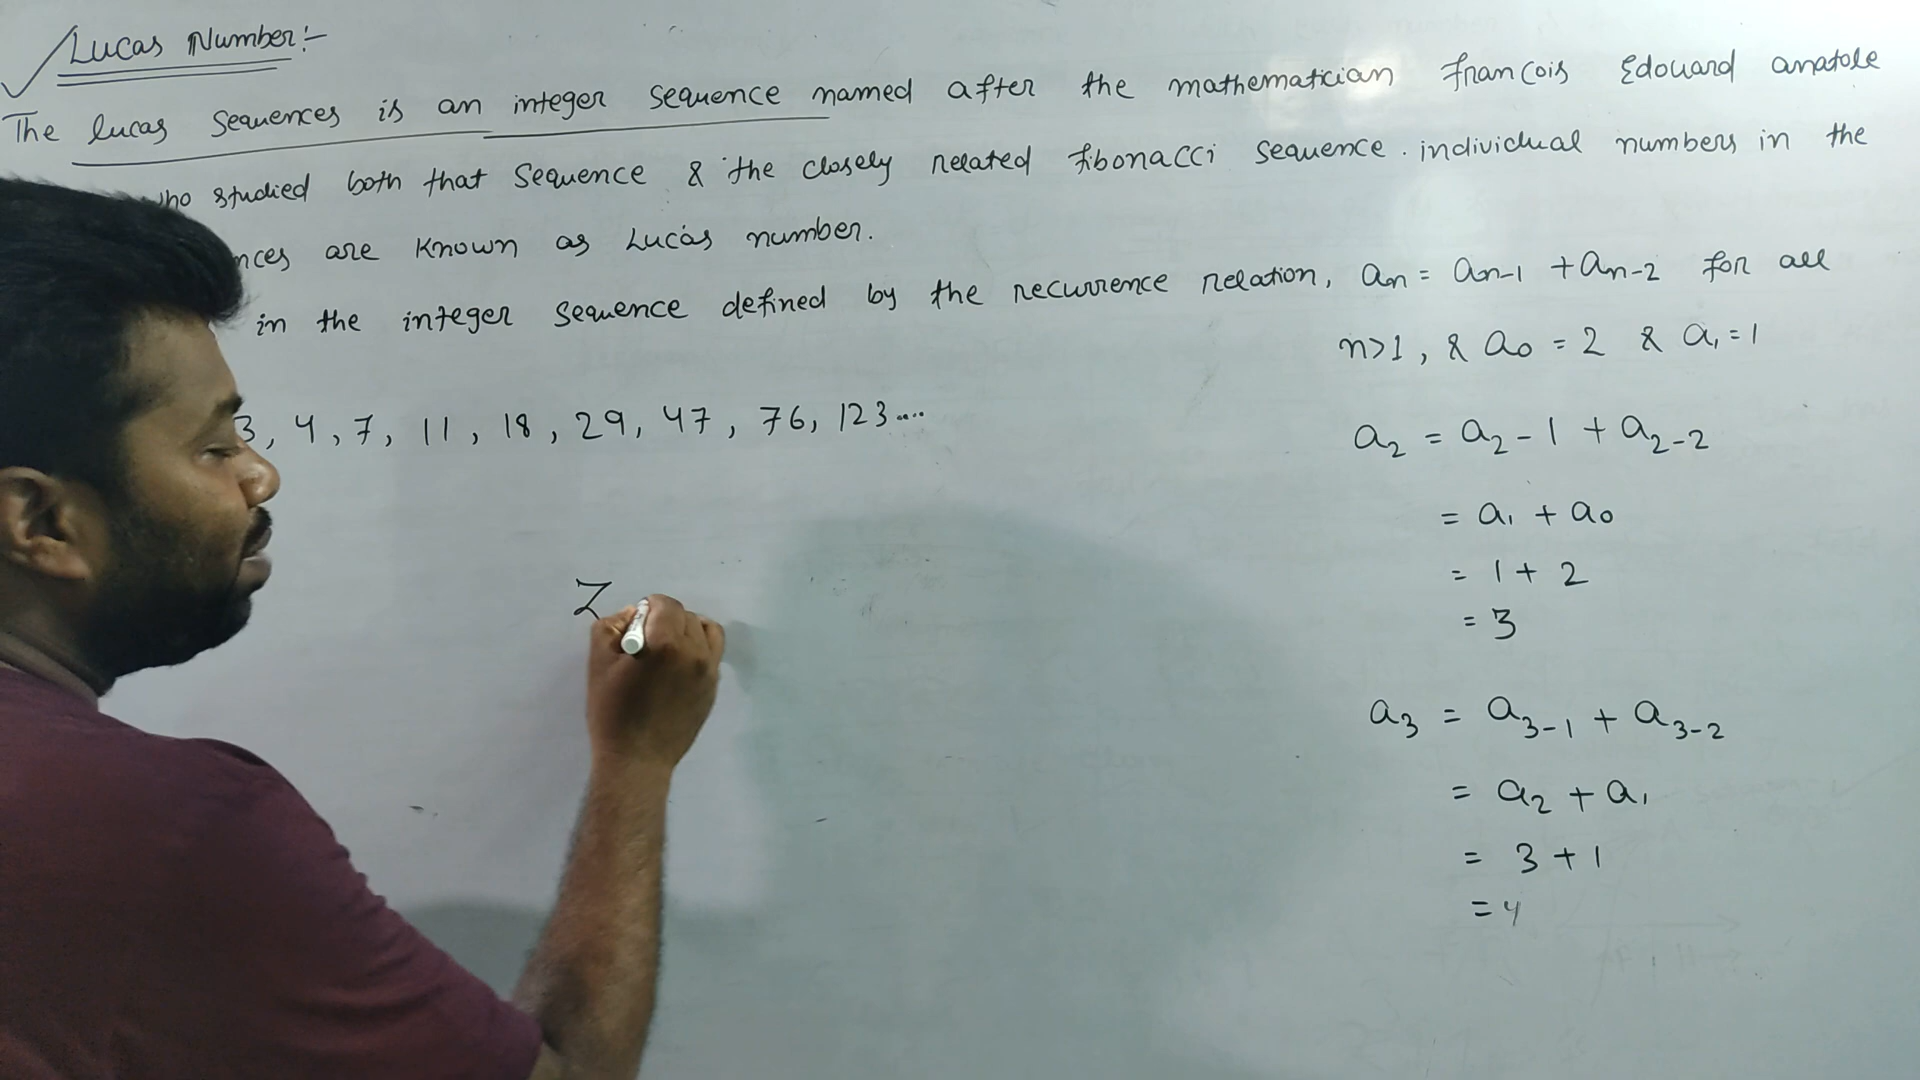 Lucas Number:-
The lucas sequences is an integer sequence named after the mathematician francois Edouard anatole
who studied both that sequence & the closely related fibonacci sequence. individual numbers in the
nces are known as Lucas number.
in the integer sequence defined by the recurrence relation, an = an-1 + an-2 for all
n>1, & a0 = 2 & a1 = 1
3, 4, 7, 11, 18, 29, 47, 76, 123....
a2 = a2-1 + a2-2
= a1 + a0
= 1 + 2
= 3
Z
a3 = a3-1 + a3-2
= a2 + a1
= 3 + 1
= 4